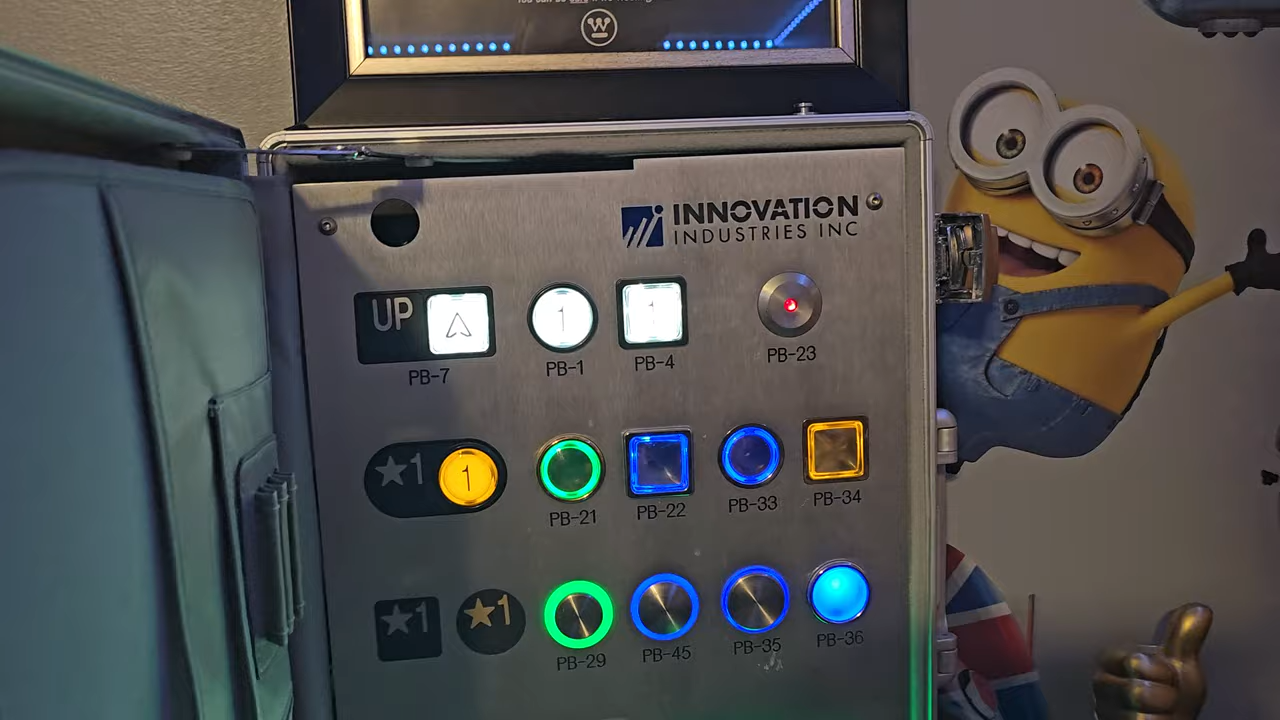 INNOVATION
INDUSTRIES INC
UP
PB-7
1
PB-1
1
PB-4
PB-23
★1
1
PB-21
PB-22
PB-33
PB-34
★1
★1
PB-29
PB-45
PB-35
PB-36